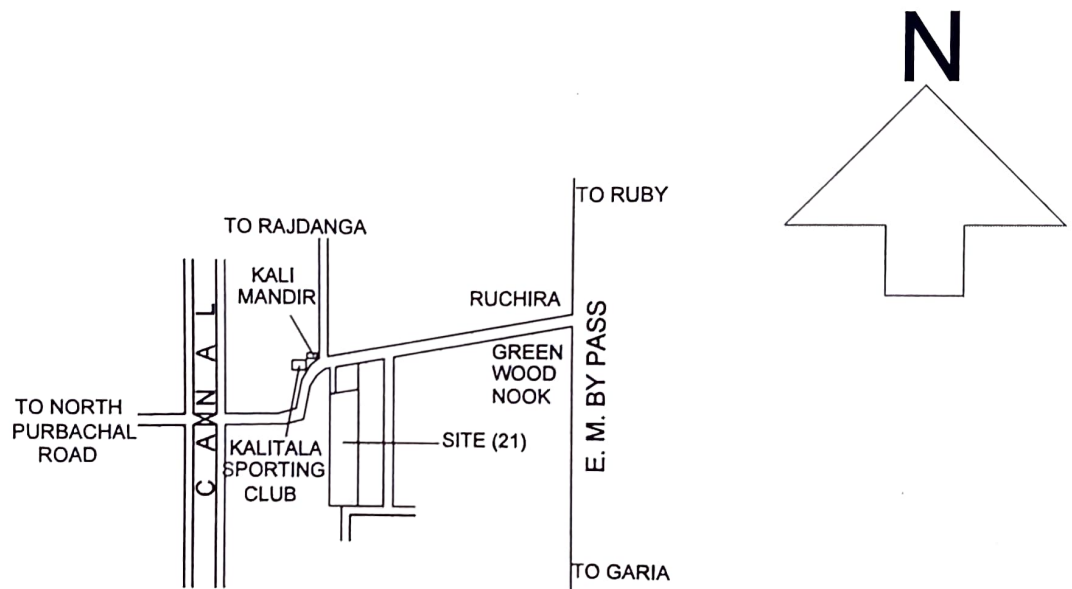 N
TO RUBY
TO RAJDANGA
KALI
MANDIR
RUCHIRA
GREEN
WOOD
NOOK
E. M. BY PASS
CANAL
TO NORTH
PURBACHAL
ROAD
KALITALA
SPORTING
CLUB
SITE (21)
TO GARIA